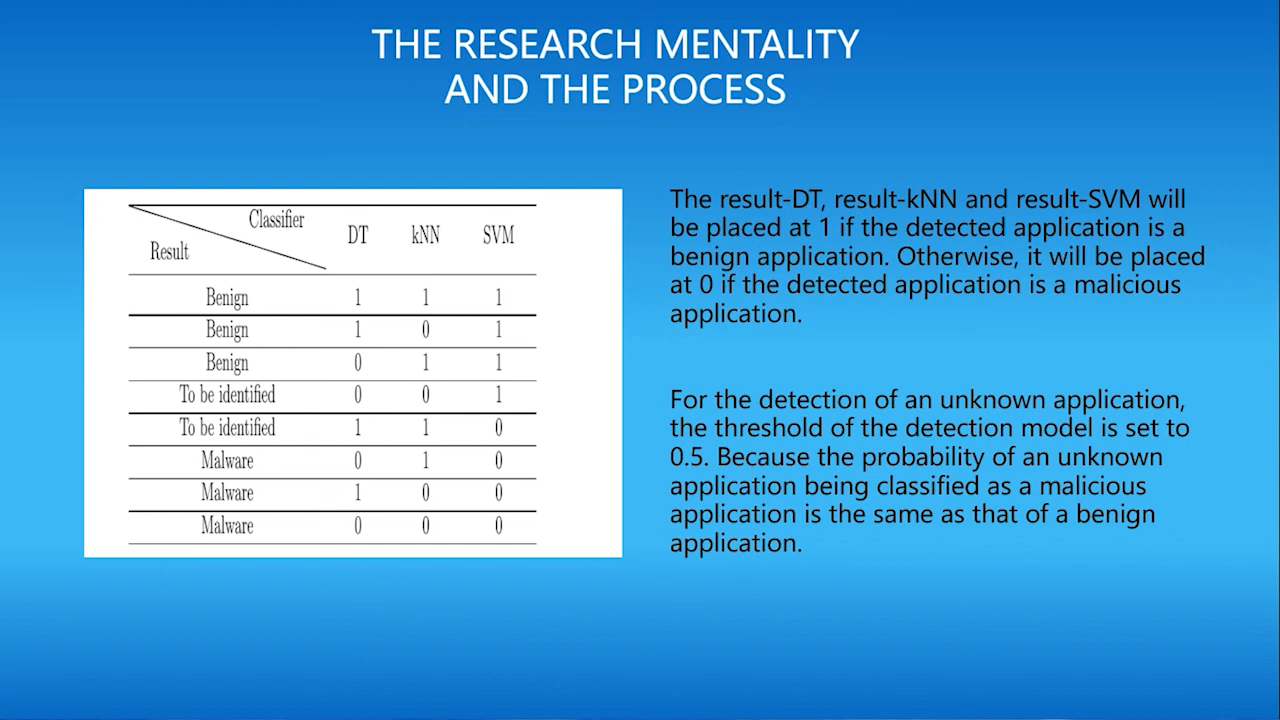 THE RESEARCH MENTALITY
AND THE PROCESS
Classifier
Result
DT kNN SVM
Benign 1 1 1
Benign 1 0 1
Benign 0 1 1
To be identified 0 0 1
To be identified 1 1 0
Malware 0 1 0
Malware 1 0 0
Malware 0 0 0
The result-DT, result-kNN and result-SVM will
be placed at 1 if the detected application is a
benign application. Otherwise, it will be placed
at 0 if the detected application is a malicious
application.
For the detection of an unknown application,
the threshold of the detection model is set to
0.5. Because the probability of an unknown
application being classified as a malicious
application is the same as that of a benign
application.